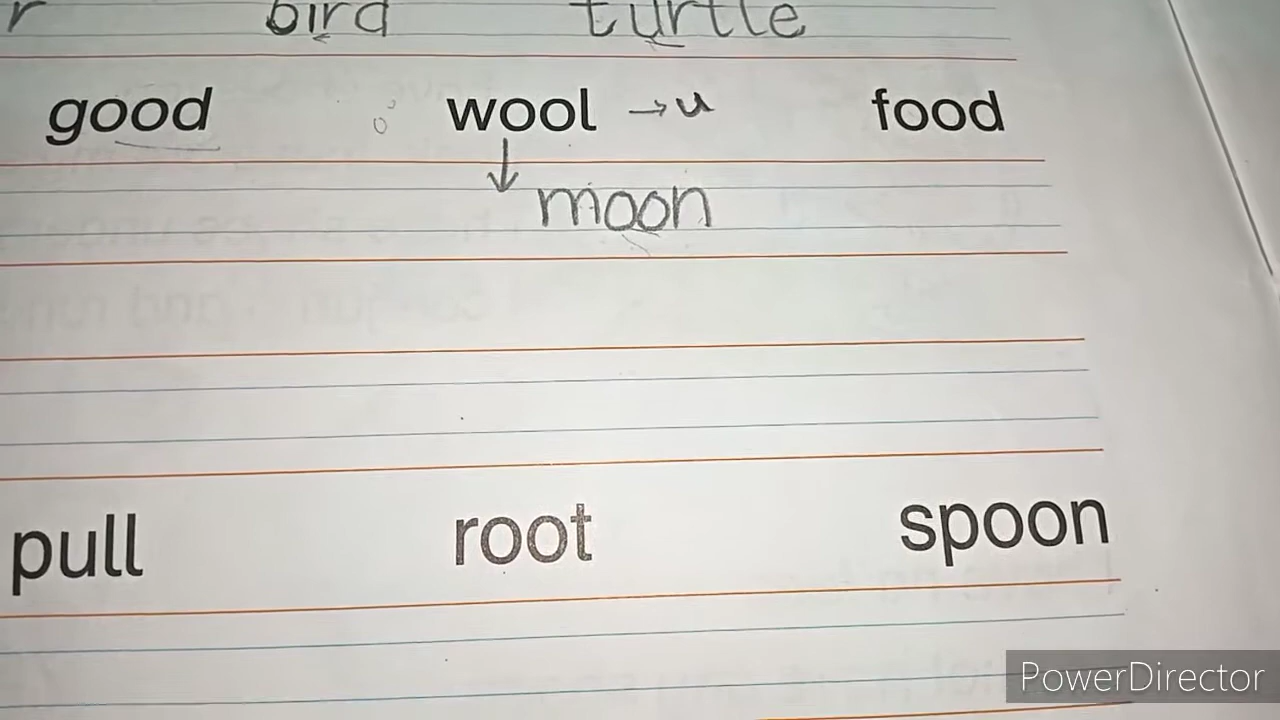 r bird turtle
good wool →u food
moon
pull root spoon
PowerDirector